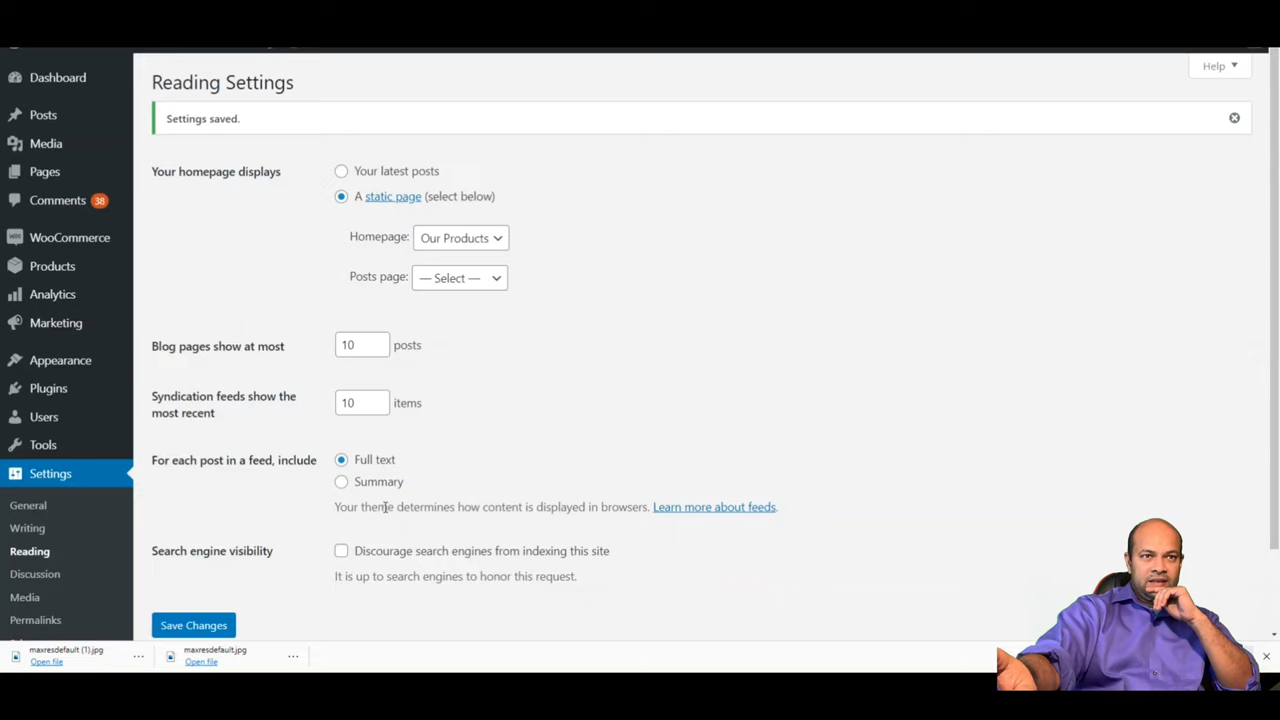 Dashboard
Posts
Media
Pages
Comments 38
WooCommerce
Products
Analytics
Marketing
Appearance
Plugins
Users
Tools
Settings
General
Writing
Reading
Discussion
Media
Permalinks
Help
Reading Settings
Settings saved.
Your homepage displays
Your latest posts
A static page (select below)
Homepage: Our Products
Posts page: — Select —
Blog pages show at most 10 posts
Syndication feeds show the
most recent
10 items
For each post in a feed, include
Full text
Summary
Your theme determines how content is displayed in browsers. Learn more about feeds.
Search engine visibility
Discourage search engines from indexing this site
It is up to search engines to honor this request.
Save Changes
maxresdefault (1).jpg
Open file
maxresdefault.jpg
Open file